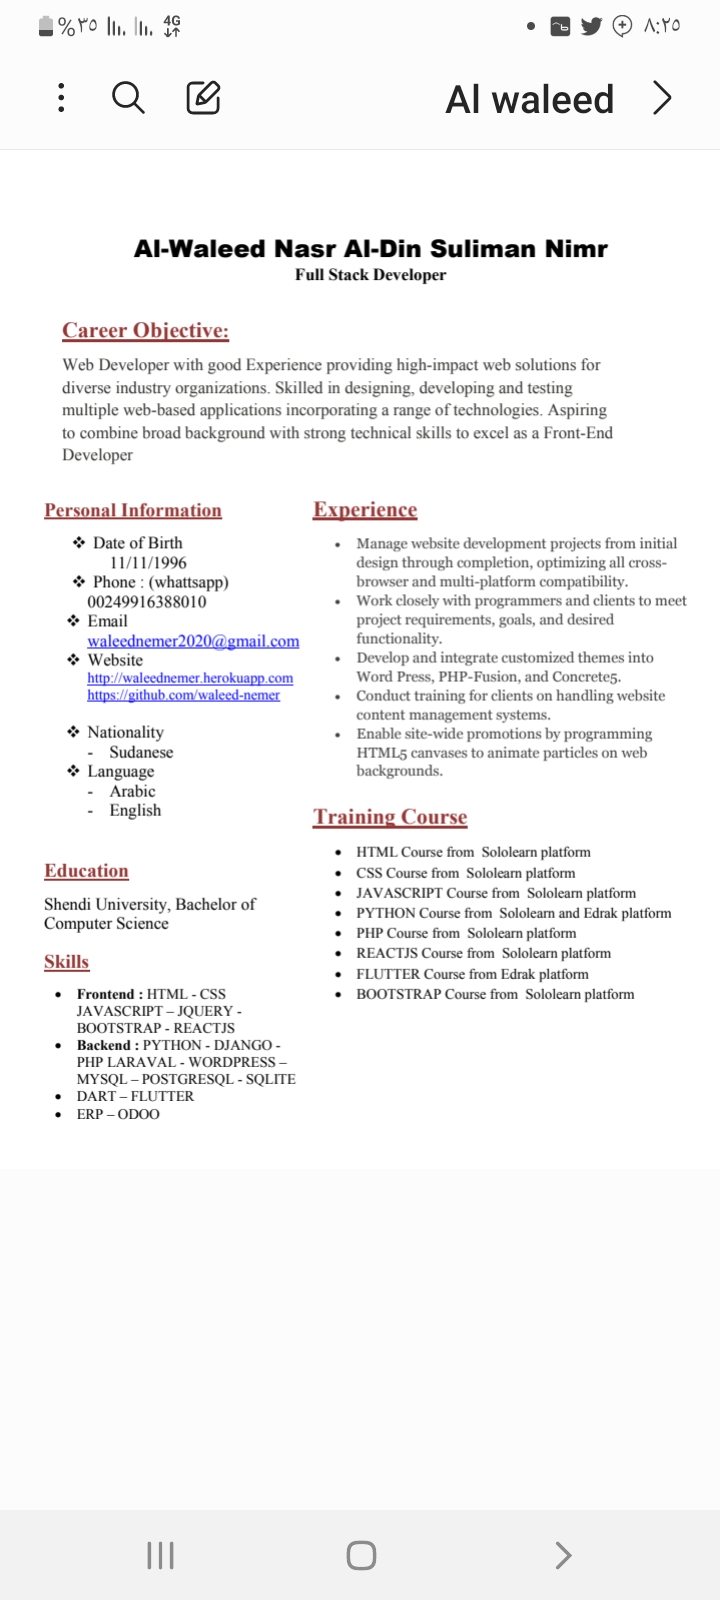 %٣٥
4G
٨:٢٥
Al waleed
Al-Waleed Nasr Al-Din Suliman Nimr
Full Stack Developer
Career Objective:
Web Developer with good Experience providing high-impact web solutions for
diverse industry organizations. Skilled in designing, developing and testing
multiple web-based applications incorporating a range of technologies. Aspiring
to combine broad background with strong technical skills to excel as a Front-End
Developer
Personal Information
❖ Date of Birth
11/11/1996
❖ Phone : (whattsapp)
00249916388010
❖ Email
waleednemer2020@gmail.com
❖ Website
http://waleednemer.herokuapp.com
https://github.com/waleed-nemer
❖ Nationality
- Sudanese
❖ Language
- Arabic
- English
Education
Shendi University, Bachelor of
Computer Science
Skills
• Frontend : HTML - CSS
JAVASCRIPT – JQUERY -
BOOTSTRAP - REACTJS
• Backend : PYTHON - DJANGO -
PHP LARAVAL - WORDPRESS –
MYSQL – POSTGRESQL - SQLITE
• DART – FLUTTER
• ERP – ODOO
Experience
• Manage website development projects from initial
design through completion, optimizing all cross-
browser and multi-platform compatibility.
• Work closely with programmers and clients to meet
project requirements, goals, and desired
functionality.
• Develop and integrate customized themes into
Word Press, PHP-Fusion, and Concrete5.
• Conduct training for clients on handling website
content management systems.
• Enable site-wide promotions by programming
HTML5 canvases to animate particles on web
backgrounds.
Training Course
• HTML Course from Sololearn platform
• CSS Course from Sololearn platform
• JAVASCRIPT Course from Sololearn platform
• PYTHON Course from Sololearn and Edrak platform
• PHP Course from Sololearn platform
• REACTJS Course from Sololearn platform
• FLUTTER Course from Edrak platform
• BOOTSTRAP Course from Sololearn platform